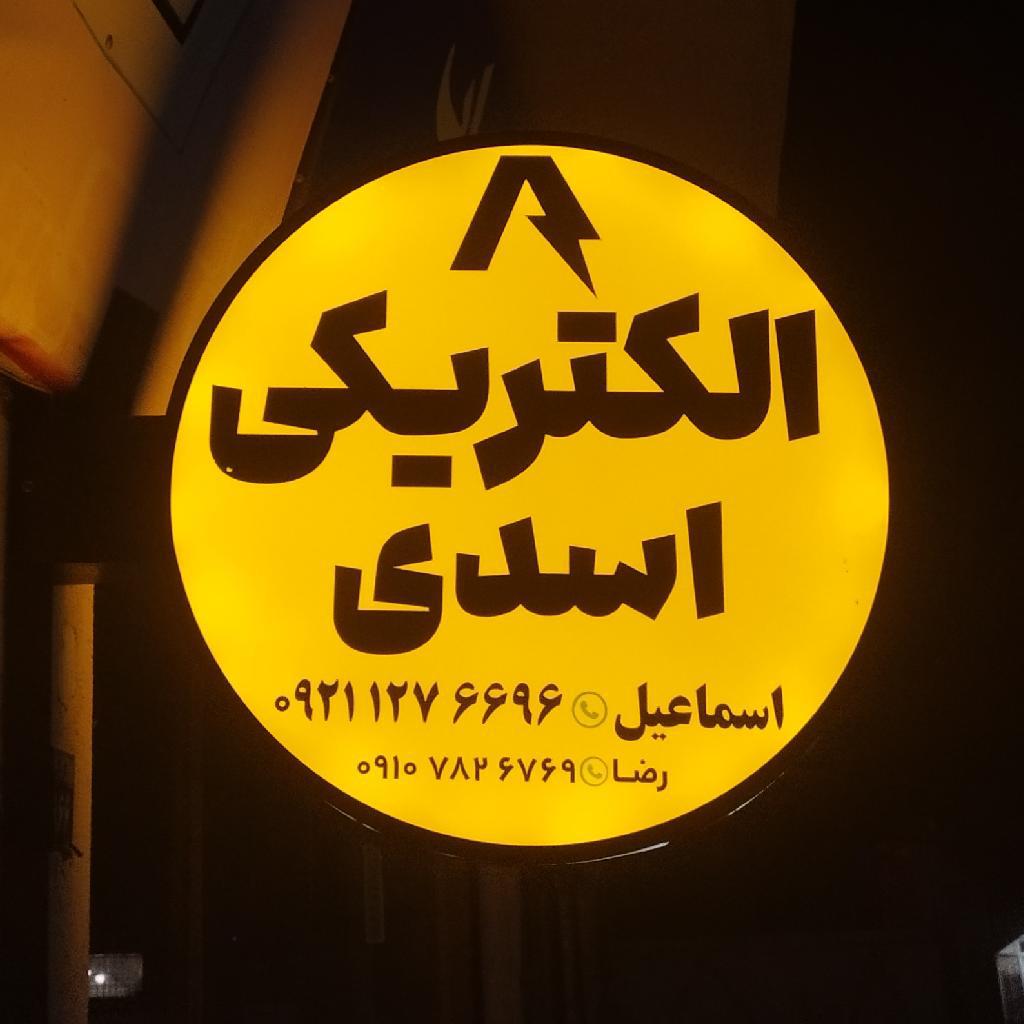 الکتریکی
اسدی
اسماعیل ۰۹۲۱ ۱۲۷ ۶۶۹۶
رضا ۰۹۱۰ ۷۸۲ ۶۷۶۹